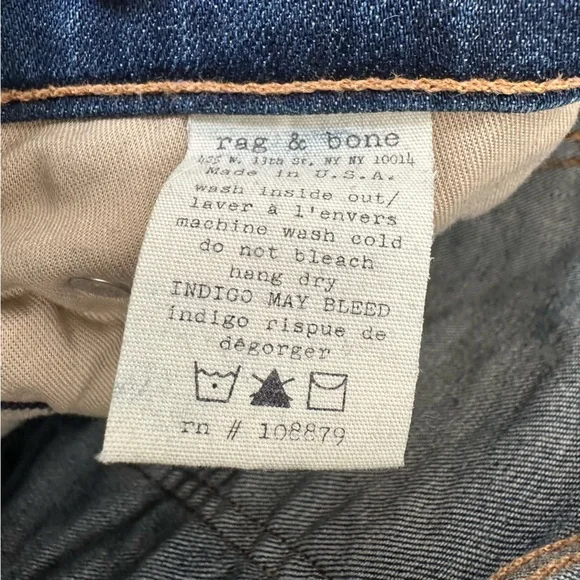 rag & bone
425 W. 13th St. NY NY 10014
Made in U.S.A.
wash inside out/
laver à l'envers
machine wash cold
do not bleach
hang dry
INDIGO MAY BLEED
indigo rispue de
dégorger
rn # 108879